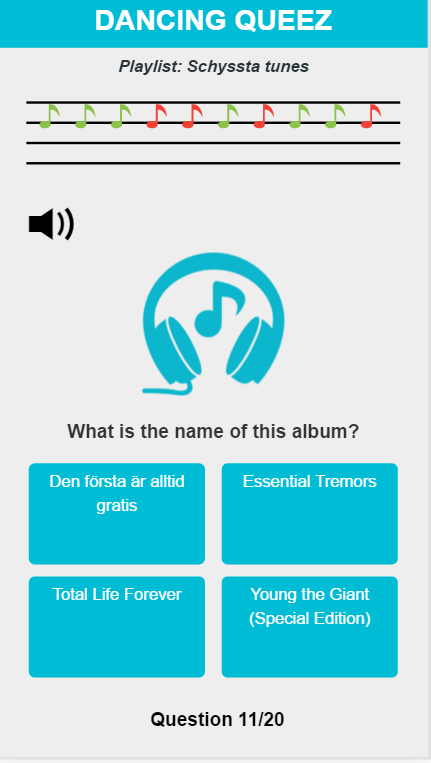 DANCING QUEEZ
Playlist: Schyssta tunes
What is the name of this album?
Den första är alltid
gratis
Essential Tremors
Total Life Forever
Young the Giant
(Special Edition)
Question 11/20